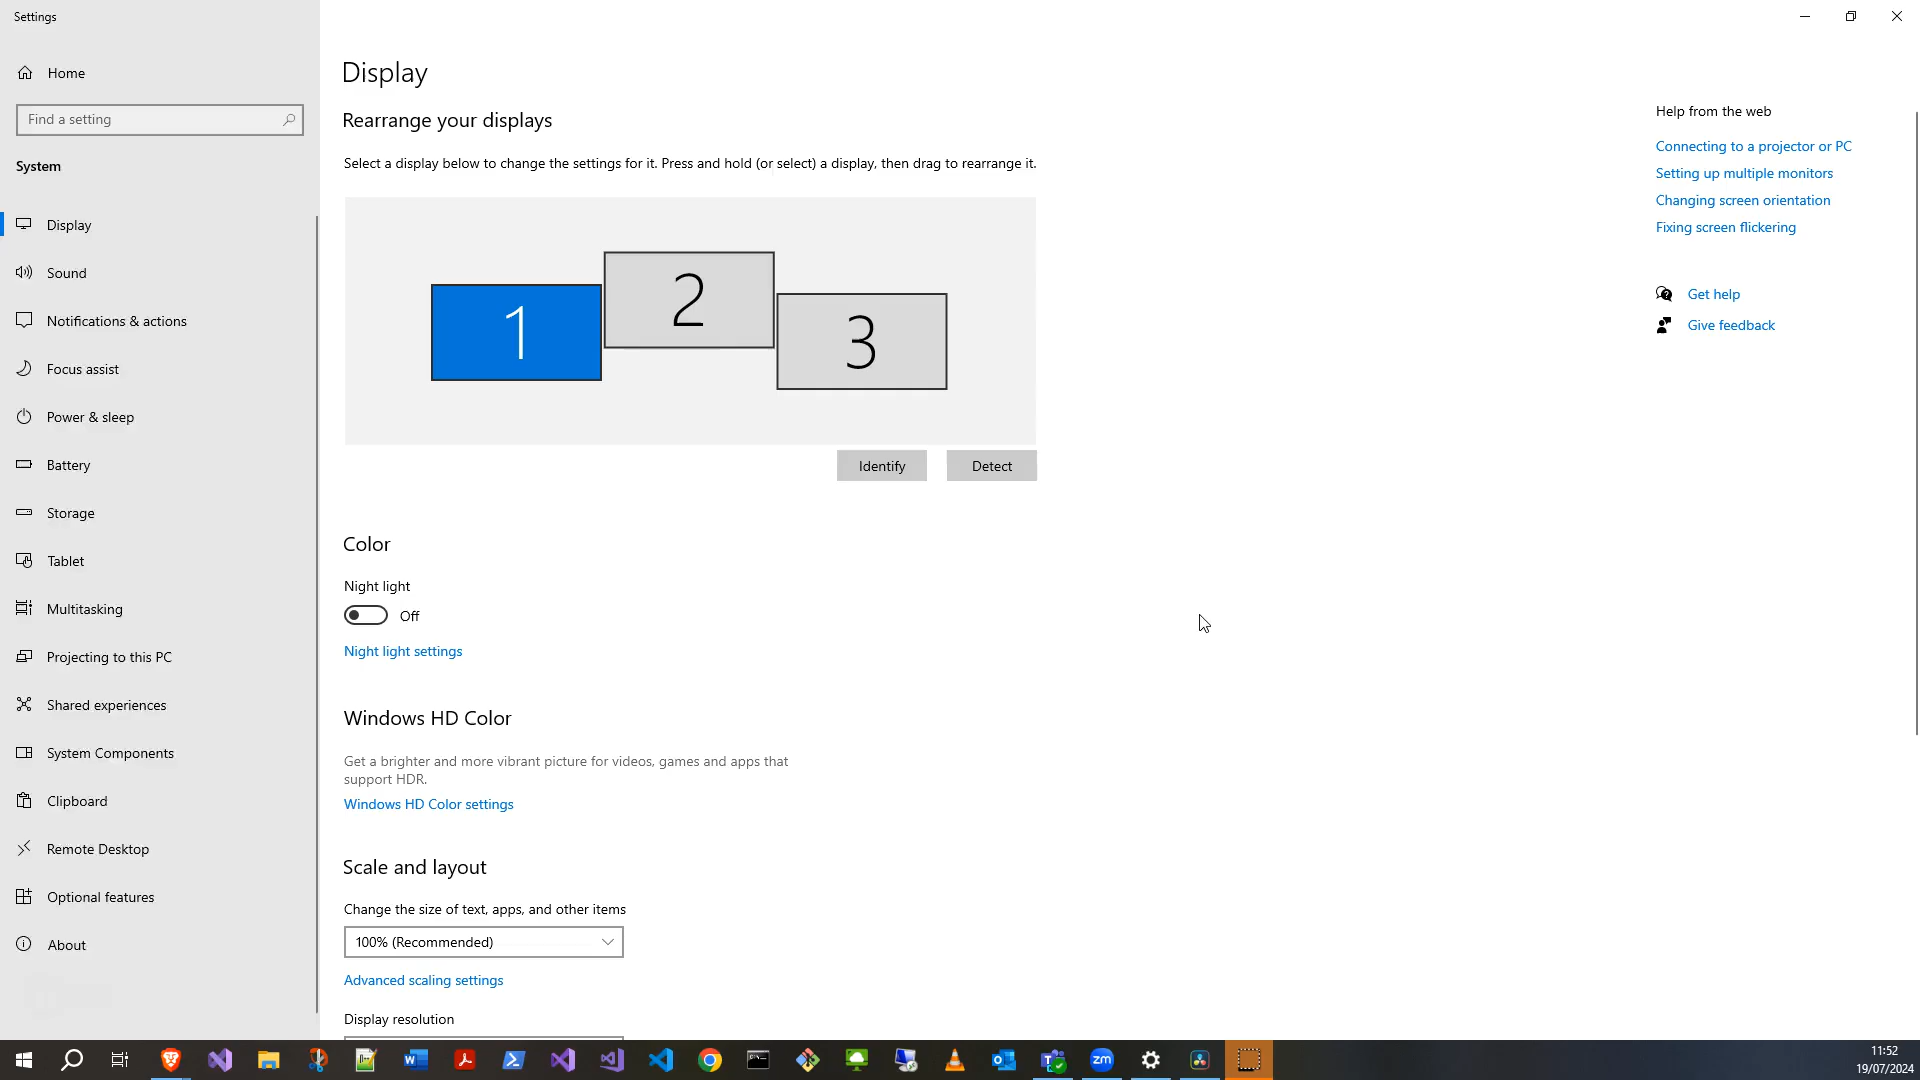 Settings
Home
Find a setting
System
Display
Sound
Notifications & actions
Focus assist
Power & sleep
Battery
Storage
Tablet
Multitasking
Projecting to this PC
Shared experiences
System Components
Clipboard
Remote Desktop
Optional features
About
Display
Rearrange your displays
Select a display below to change the settings for it. Press and hold (or select) a display, then drag to rearrange it.
1
2
3
Identify
Detect
Color
Night light
Off
Night light settings
Windows HD Color
Get a brighter and more vibrant picture for videos, games and apps that
support HDR.
Windows HD Color settings
Scale and layout
Change the size of text, apps, and other items
100% (Recommended)
Advanced scaling settings
Display resolution
Help from the web
Connecting to a projector or PC
Setting up multiple monitors
Changing screen orientation
Fixing screen flickering
Get help
Give feedback
zm
11:52
19/07/2024